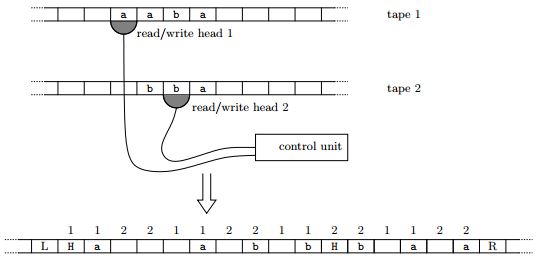 a a b a tape 1
read/write head 1
b b a tape 2
read/write head 2
control unit
1 1 2 2 1 1 2 2 1 1 2 2 1 1 2 2
L H a a b b H b a a R